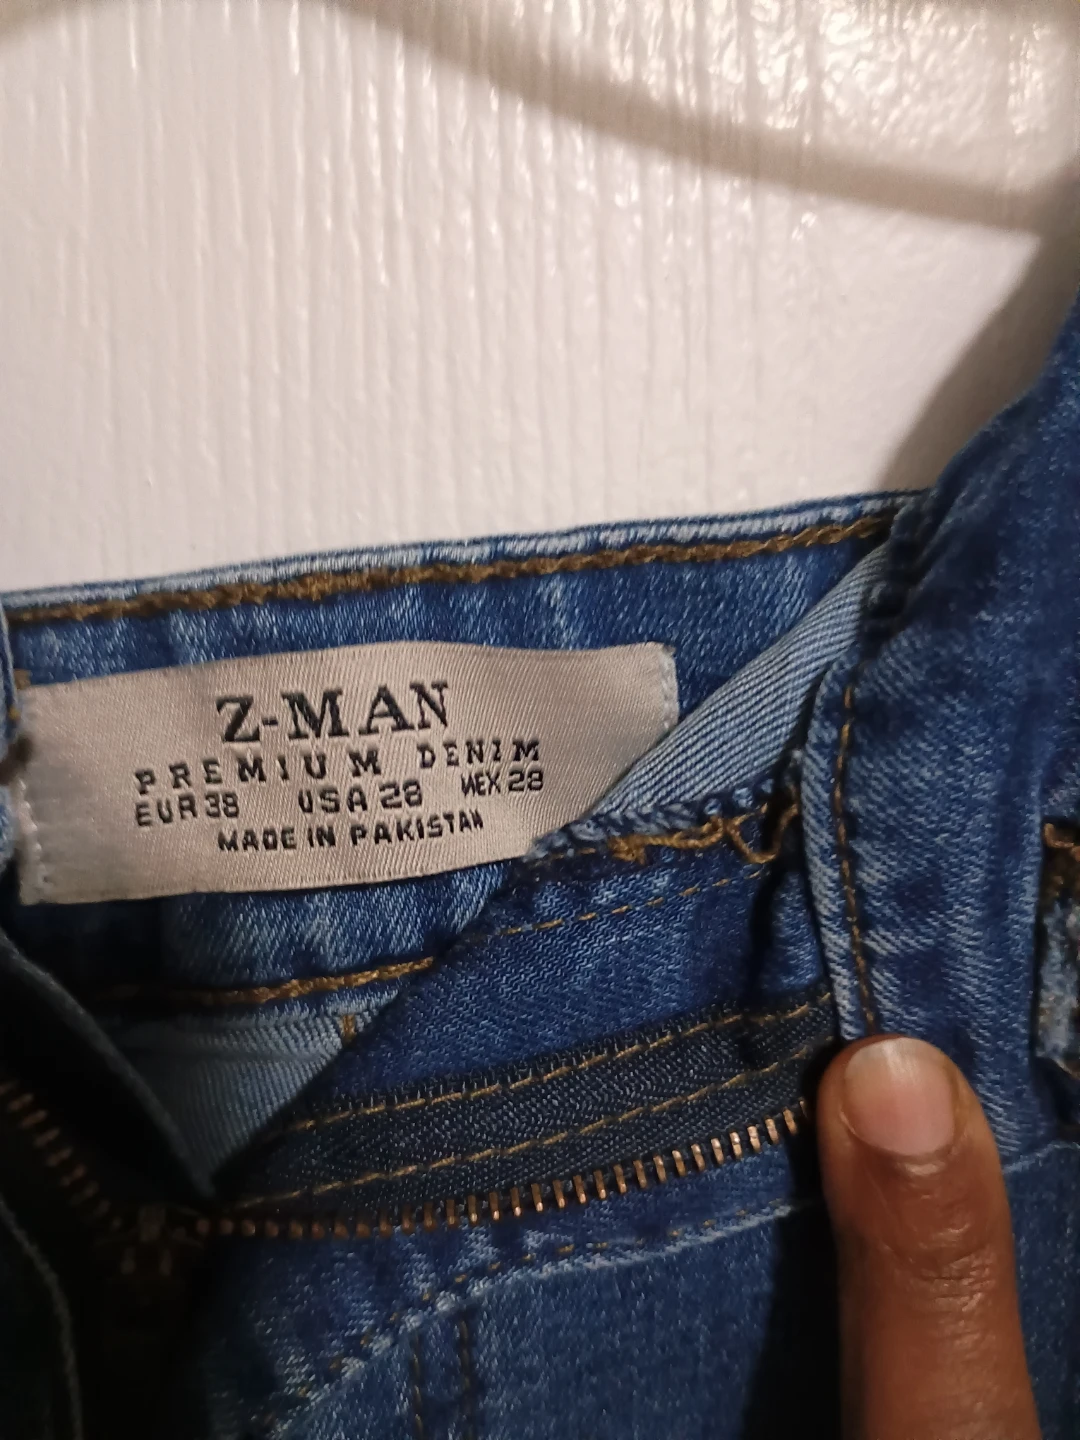 Z-MAN
PREMIUM DENIM
EUR 38 USA 28 MEX 28
MADE IN PAKISTAN